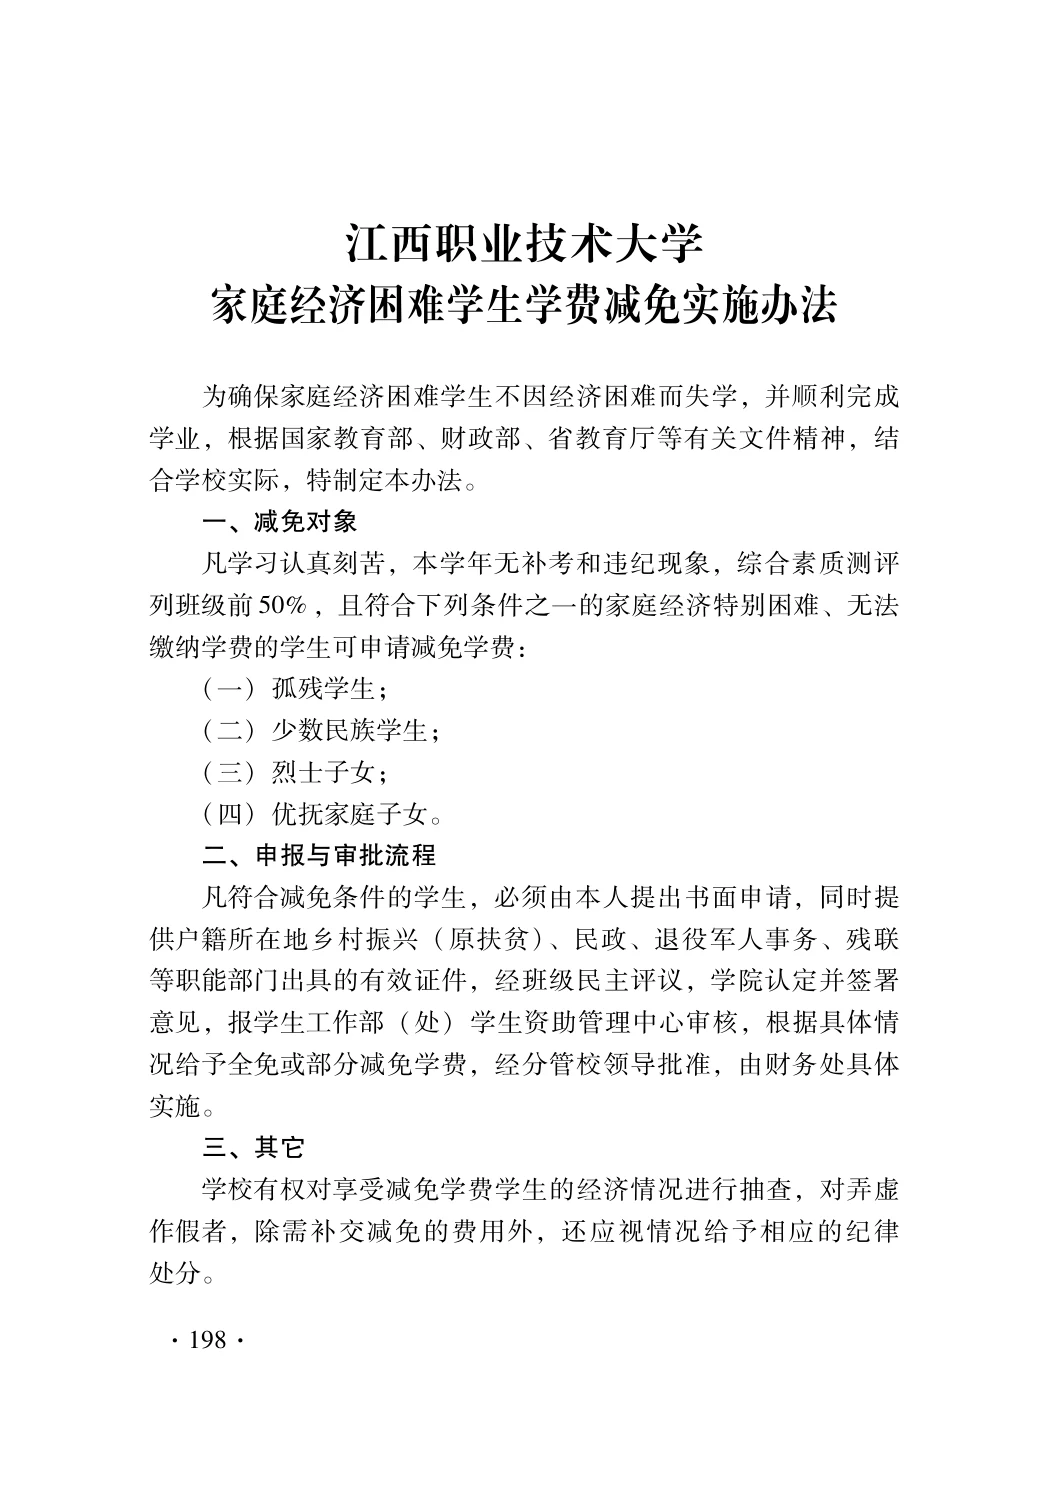 江西职业技术大学
家庭经济困难学生学费减免实施办法
为确保家庭经济困难学生不因经济困难而失学，并顺利完成
学业，根据国家教育部、财政部、省教育厅等有关文件精神，结
合学校实际，特制定本办法。
一、减免对象
凡学习认真刻苦，本学年无补考和违纪现象，综合素质测评
列班级前50%，且符合下列条件之一的家庭经济特别困难、无法
缴纳学费的学生可申请减免学费：
（一）孤残学生；
（二）少数民族学生；
（三）烈士子女；
（四）优抚家庭子女。
二、申报与审批流程
凡符合减免条件的学生，必须由本人提出书面申请，同时提
供户籍所在地乡村振兴（原扶贫）、民政、退役军人事务、残联
等职能部门出具的有效证件，经班级民主评议，学院认定并签署
意见，报学生工作部（处）学生资助管理中心审核，根据具体情
况给予全免或部分减免学费，经分管校领导批准，由财务处具体
实施。
三、其它
学校有权对享受减免学费学生的经济情况进行抽查，对弄虚
作假者，除需补交减免的费用外，还应视情况给予相应的纪律
处分。
· 198 ·